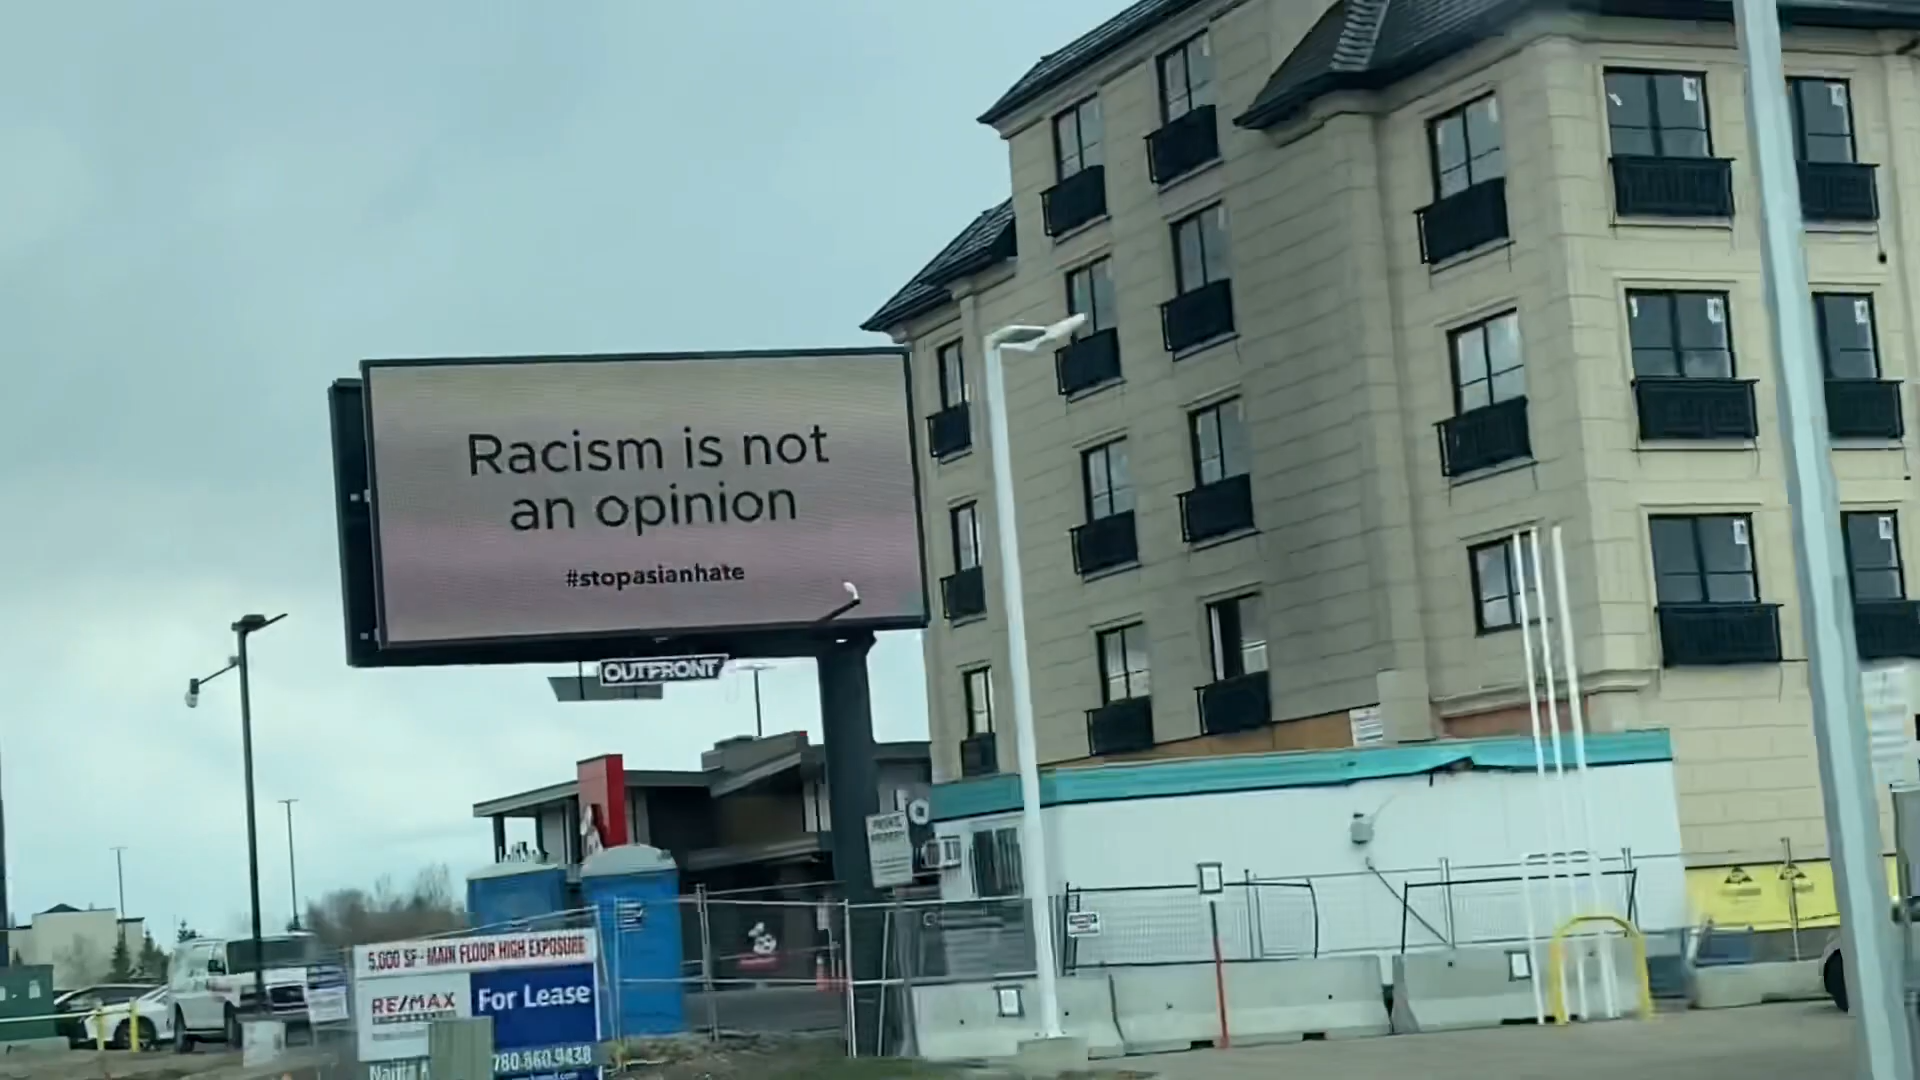 Racism is not
an opinion
#stopasianhate
OUTFRONT
5,000 SF - MAIN FLOOR HIGH EXPOSURE
RE/MAX
For Lease
780.860.9438